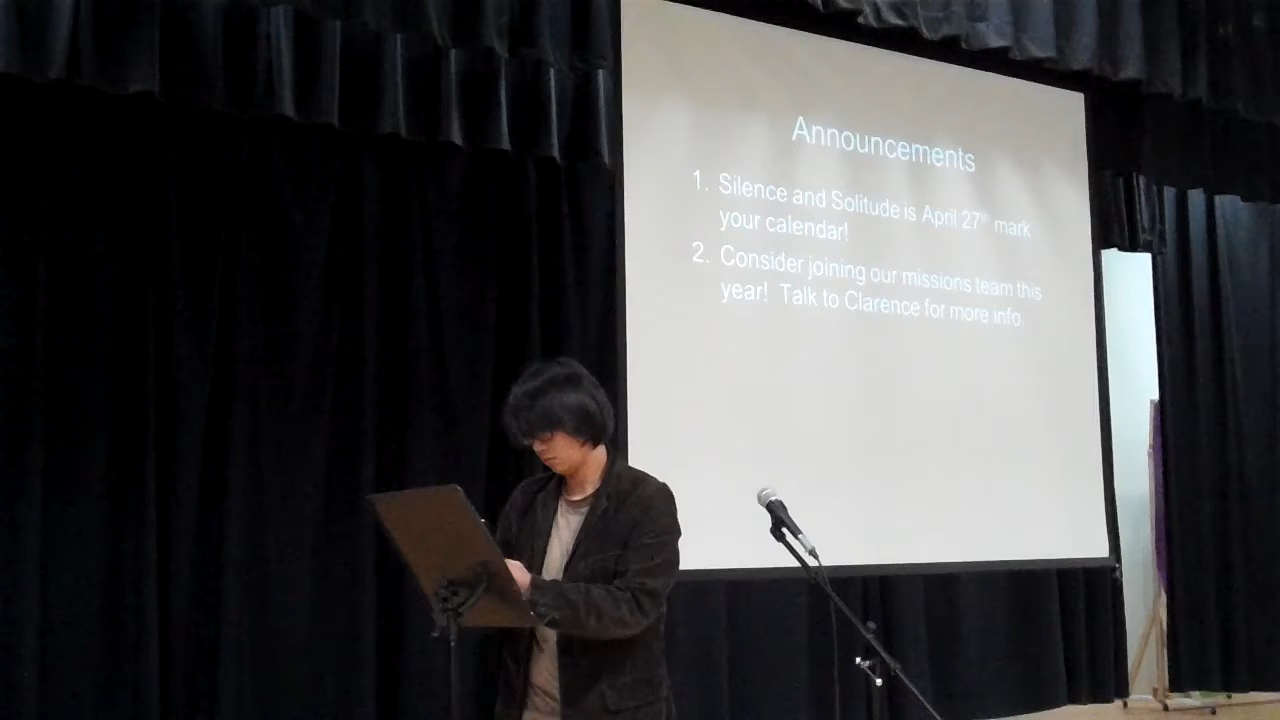 Announcements
1. Silence and Solitude is April 27th mark
your calendar!
2. Consider joining our missions team this
year! Talk to Clarence for more info.